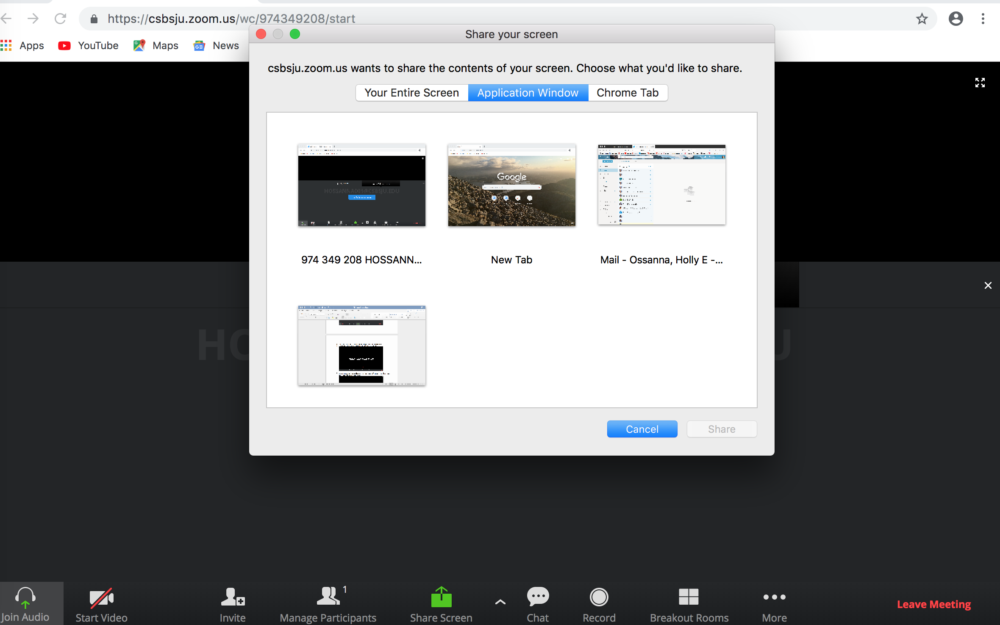 https://csbsju.zoom.us/wc/974349208/start
Apps YouTube Maps News
Share your screen
csbsju.zoom.us wants to share the contents of your screen. Choose what you'd like to share.
Your Entire Screen Application Window Chrome Tab
HOSSANNA001@CSBSJU.EDU
Google
974 349 208 HOSSANN... New Tab Mail - Ossanna, Holly E -...
HO U
Cancel Share
1
Join Audio Start Video Invite Manage Participants Share Screen Chat Record Breakout Rooms More Leave Meeting